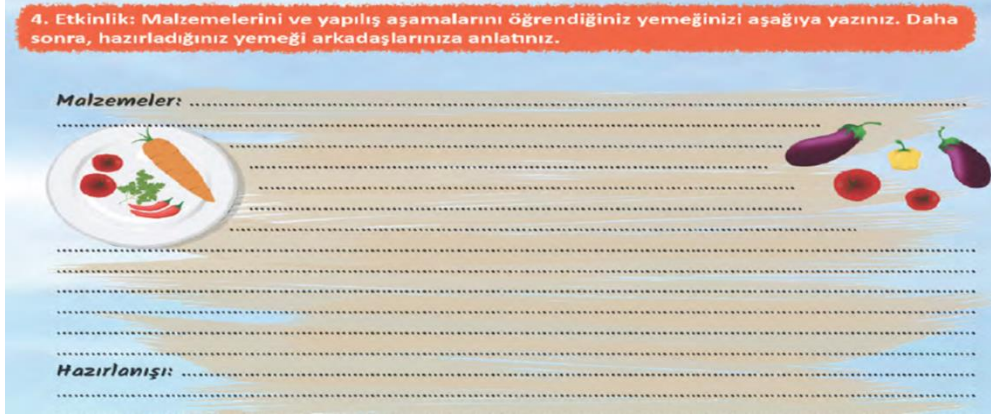 4. Etkinlik: Malzemelerini ve yapılış aşamalarını öğrendiğiniz yemeğinizi aşağıya yazınız. Daha
sonra, hazırladığınız yemeği arkadaşlarınıza anlatınız.
Malzemeler:
Hazırlanışı: